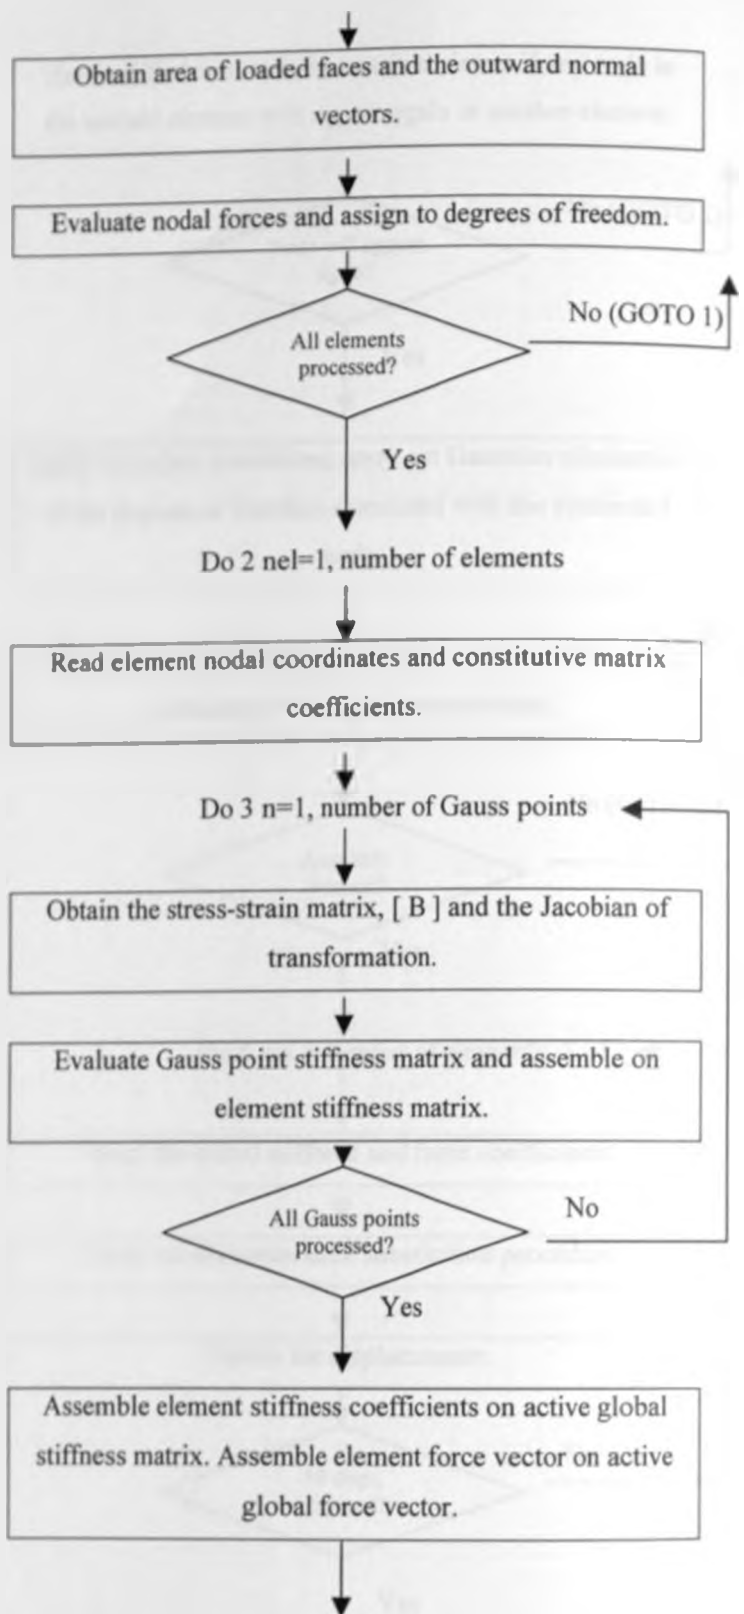 Obtain area of loaded faces and the outward normal
vectors.
Evaluate nodal forces and assign to degrees of freedom.
No (GOTO 1)
All elements
processed?
Yes
Do 2 nel=1, number of elements
Read element nodal coordinates and constitutive matrix
coefficients.
Do 3 n=1, number of Gauss points
Obtain the stress-strain matrix, [ B ] and the Jacobian of
transformation.
Evaluate Gauss point stiffness matrix and assemble on
element stiffness matrix.
All Gauss points
processed?
No
Yes
Assemble element stiffness coefficients on active global
stiffness matrix. Assemble element force vector on active
global force vector.